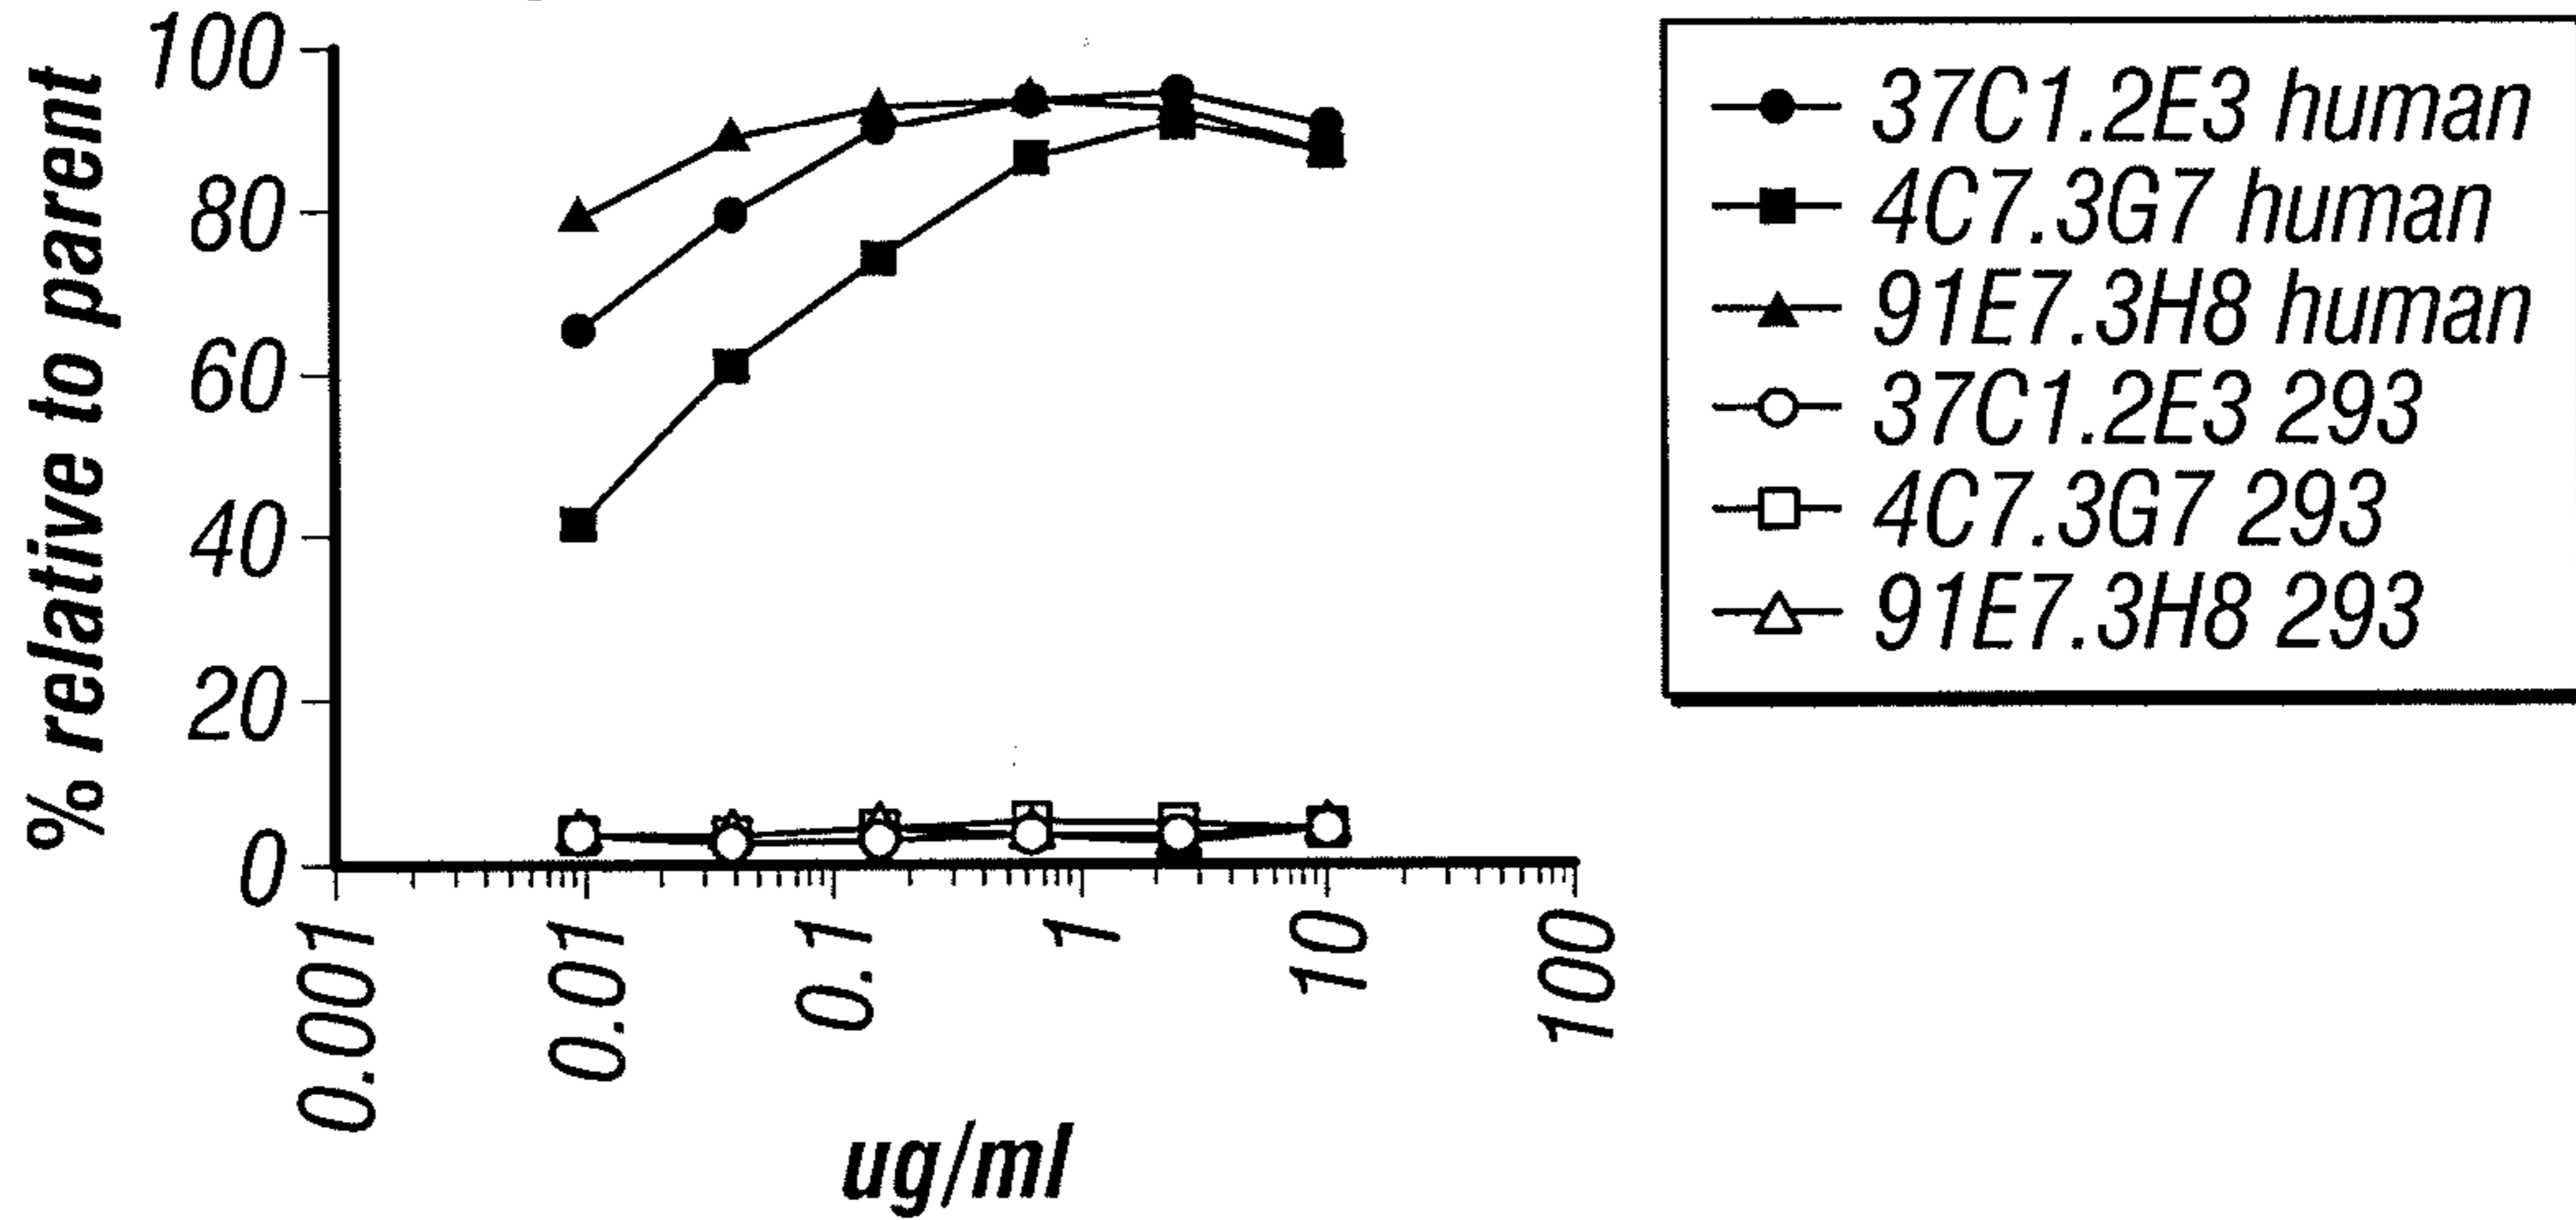 % relative to parent
100
80
60
40
20
0
0.001
0.01
0.1
1
10
100
ug/ml
37C1.2E3 human
4C7.3G7 human
91E7.3H8 human
37C1.2E3 293
4C7.3G7 293
91E7.3H8 293